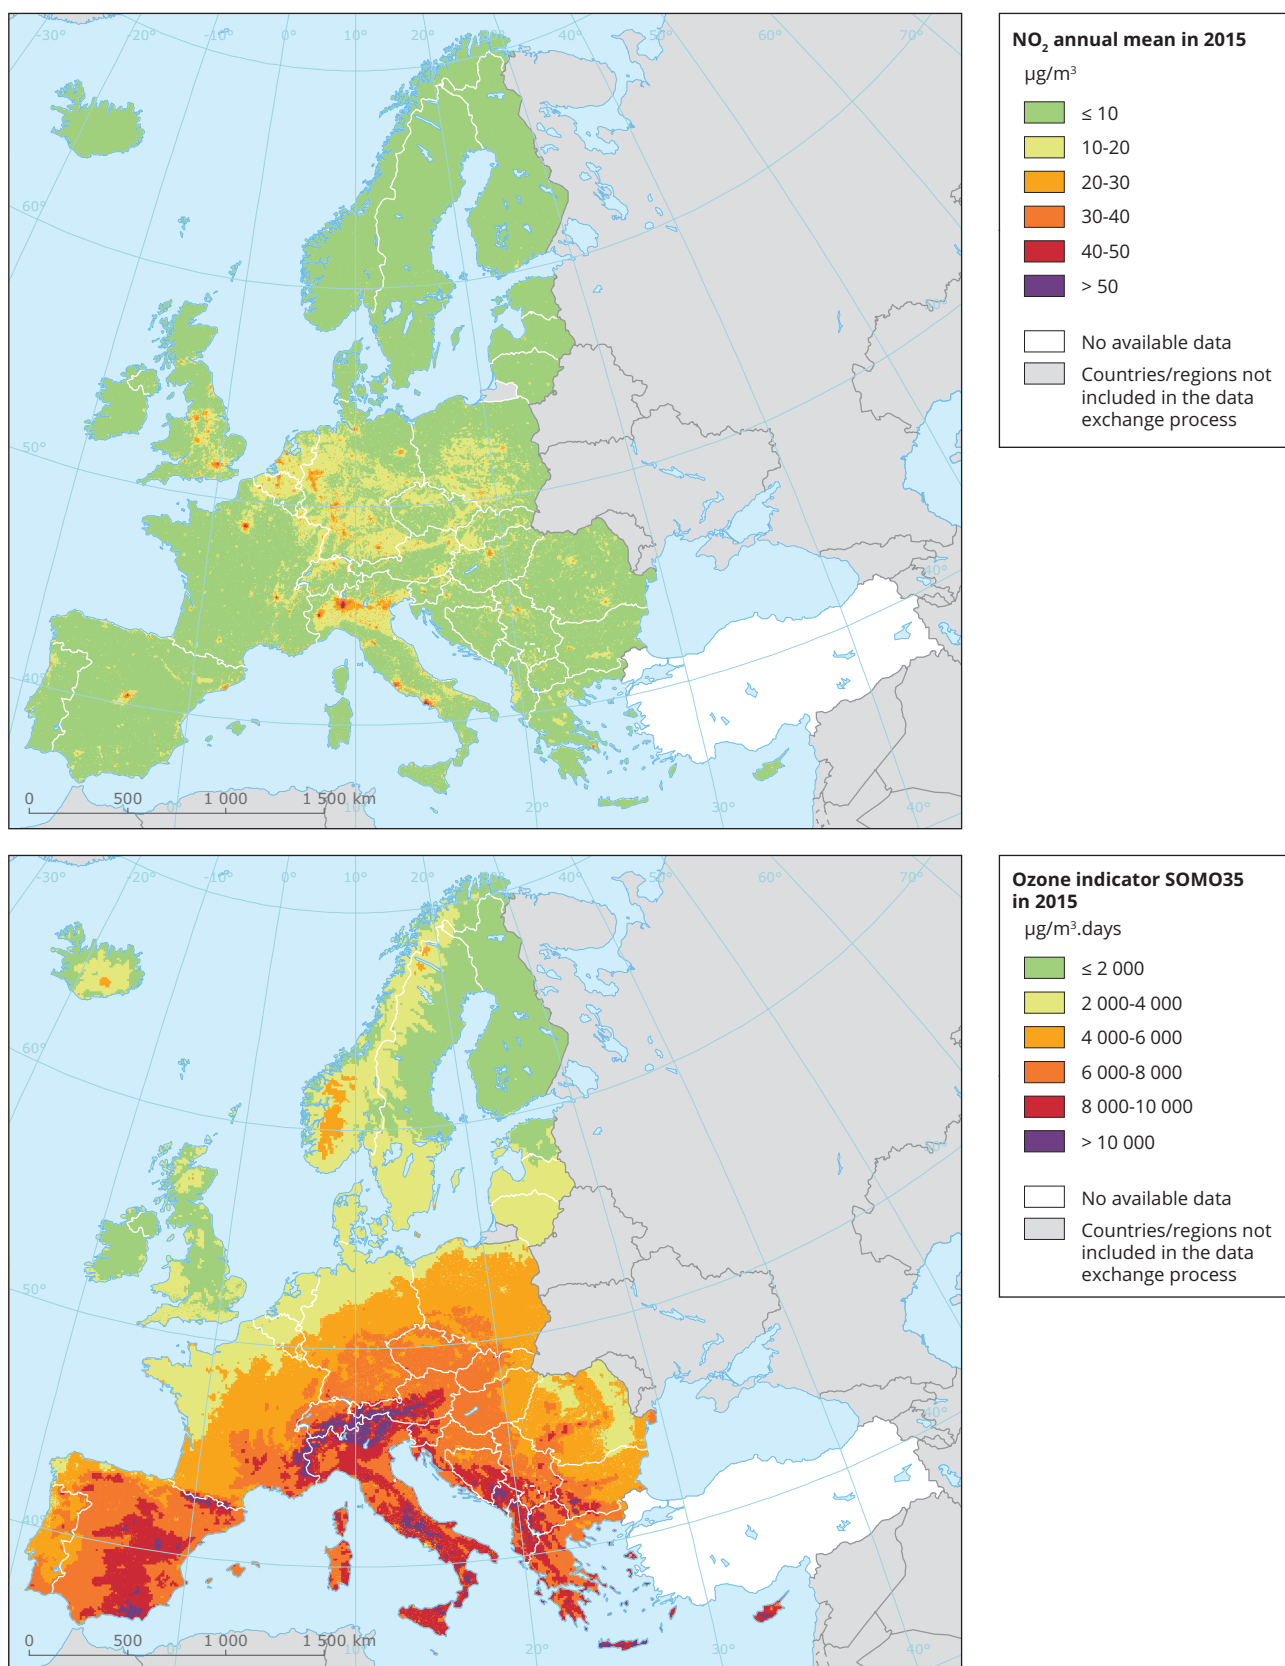 -30°
-20°
-10°
0°
10°
20°
30°
40°
50°
60°
70°
60°
50°
50°
40°
40°
0
500
1 000
1 500 km
0°
10°
20°
30°
40°
NO₂ annual mean in 2015
µg/m³
≤ 10
10-20
20-30
30-40
40-50
> 50
No available data
Countries/regions not
included in the data
exchange process
-30°
-20°
-10°
0°
10°
20°
30°
40°
50°
60°
70°
60°
50°
50°
40°
40°
0
500
1 000
1 500 km
0°
10°
20°
30°
40°
Ozone indicator SOMO35
in 2015
µg/m³.days
≤ 2 000
2 000-4 000
4 000-6 000
6 000-8 000
8 000-10 000
> 10 000
No available data
Countries/regions not
included in the data
exchange process